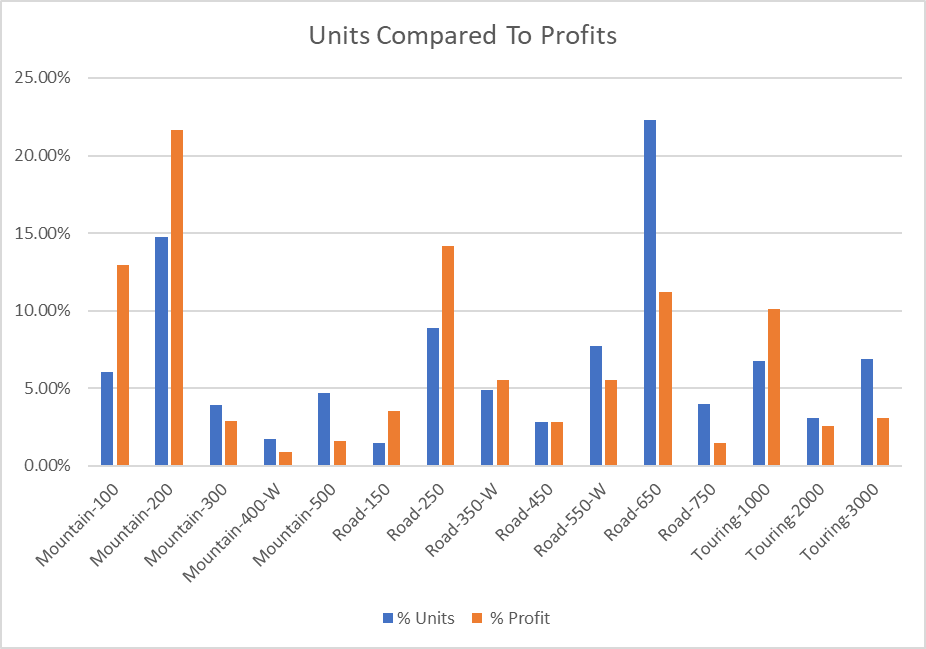 Units Compared To Profits
25.00%
20.00%
15.00%
10.00%
5.00%
0.00%
Mountain-100
Mountain-200
Mountain-300
Mountain-400-W
Mountain-500
Road-150
Road-250
Road-350-W
Road-450
Road-550-W
Road-650
Road-750
Touring-1000
Touring-2000
Touring-3000
% Units % Profit